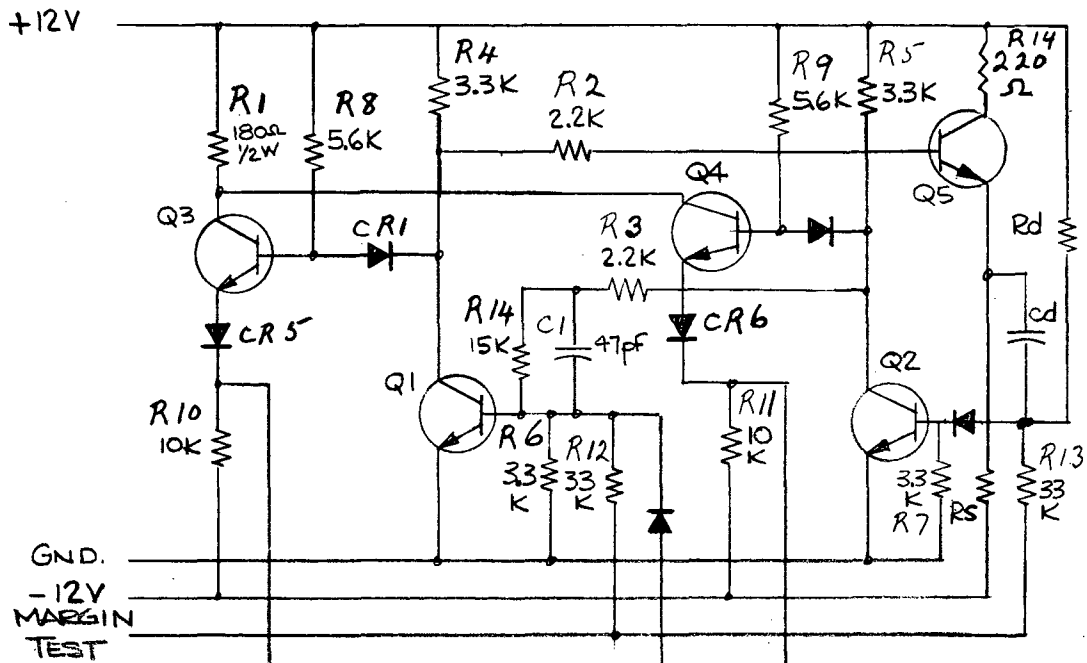 +12V
R1
180Ω
1/2W
R8
5.6K
R4
3.3K
R2
2.2K
R9
5.6K
R5
3.3K
R14
220
Ω
Q3
CR1
Q4
Q5
R3
2.2K
Rd
CR5
R14
15K
C1
47pf
CR6
Cd
Q1
Q2
R10
10K
R6
3.3
K
R12
33
K
R11
10
K
3.3
K
R7
RS
R13
33
K
GND.
-12V
MARGIN
TEST